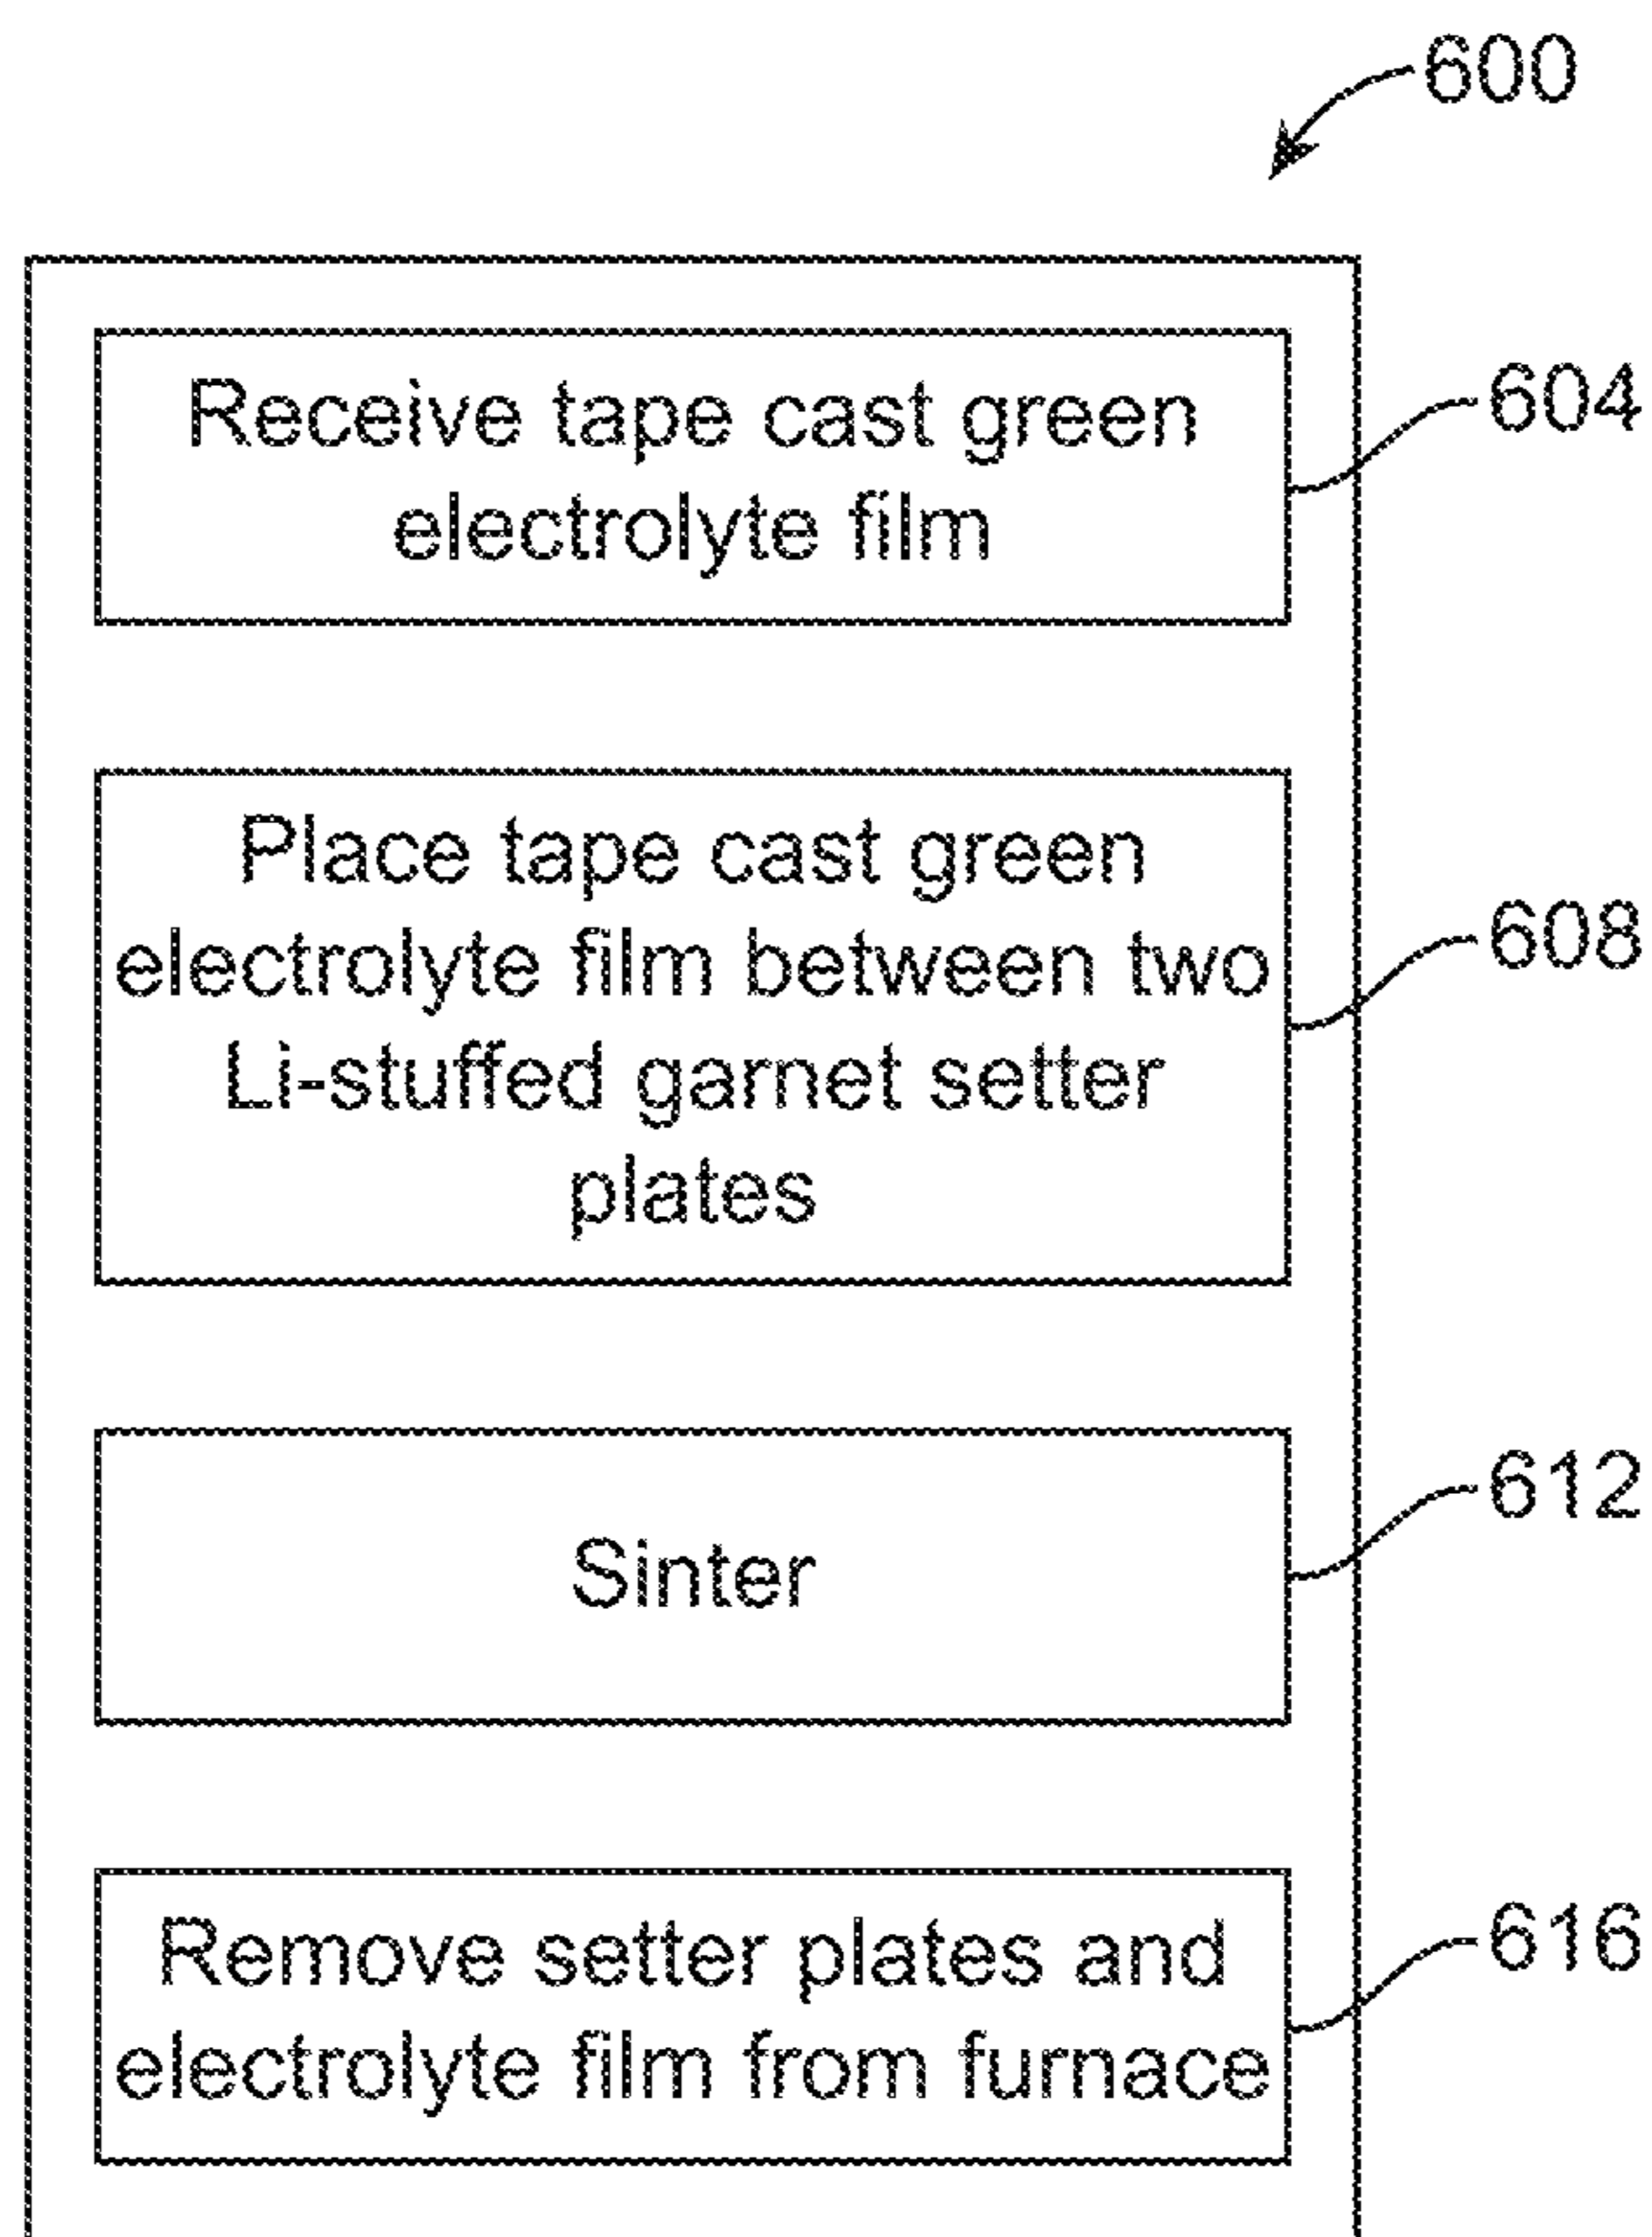 600
Receive tape cast green
electrolyte film
604
Place tape cast green
electrolyte film between two
Li-stuffed garnet setter
plates
608
Sinter
612
Remove setter plates and
electrolyte film from furnace
616